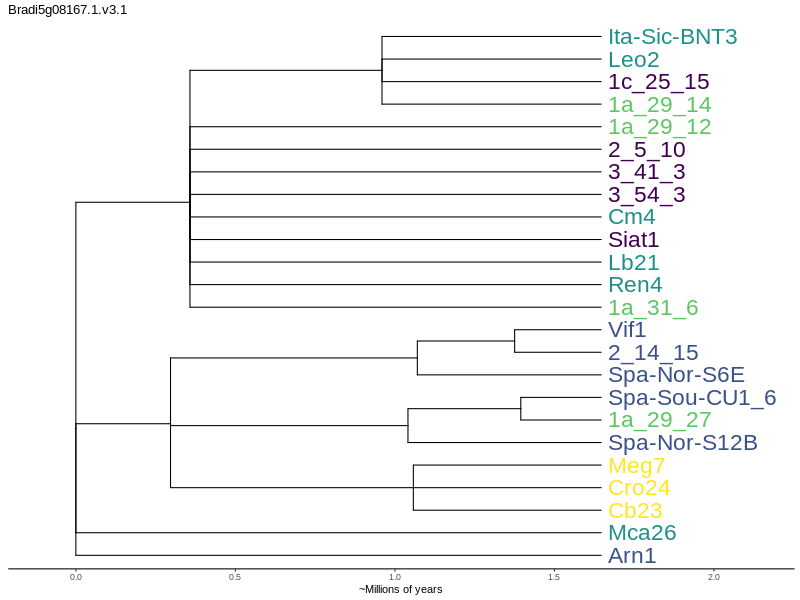 Bradi5g08167.1.v3.1
Ita-Sic-BNT3
Leo2
1c_25_15
1a_29_14
1a_29_12
2_5_10
3_41_3
3_54_3
Cm4
Siat1
Lb21
Ren4
1a_31_6
Vif1
2_14_15
Spa-Nor-S6E
Spa-Sou-CU1_6
1a_29_27
Spa-Nor-S12B
Meg7
Cro24
Cb23
Mca26
Arn1
0.0 0.5 1.0 1.5 2.0
~Millions of years